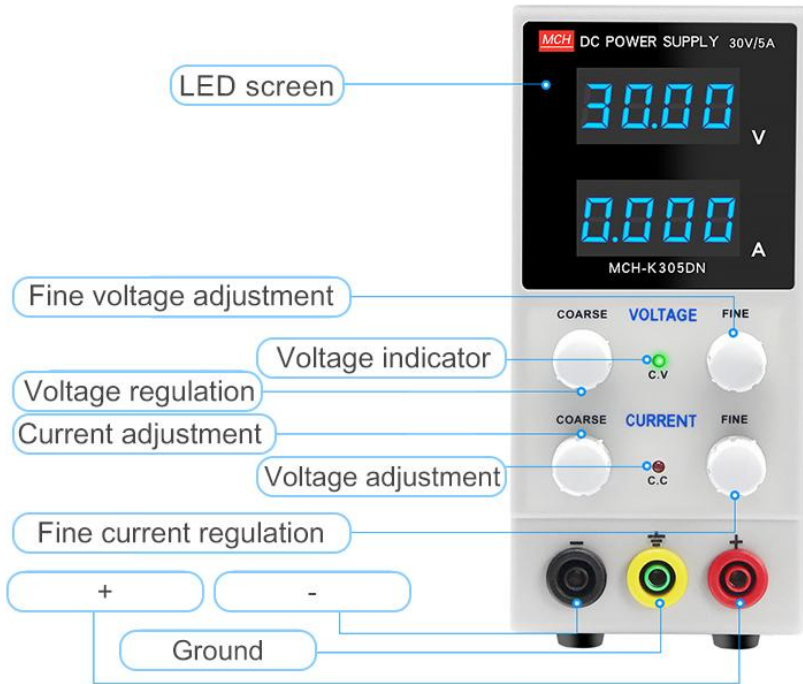 MCH DC POWER SUPPLY 30V/5A
LED screen
30.00 V
0.000 A
MCH-K305DN
Fine voltage adjustment
COARSE VOLTAGE FINE
Voltage indicator
C.V
Voltage regulation
Current adjustment
COARSE CURRENT FINE
Voltage adjustment
C.C
Fine current regulation
- +
+ -
Ground